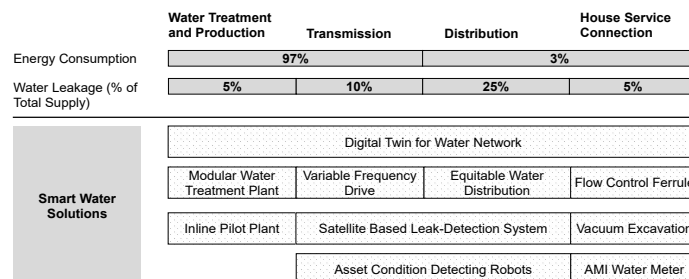 Water Treatment and Production
Transmission
Distribution
House Service Connection
Energy Consumption
97%
3%
Water Leakage (% of Total Supply)
5%
10%
25%
5%
Smart Water Solutions
Digital Twin for Water Network
Modular Water Treatment Plant
Variable Frequency Drive
Equitable Water Distribution
Flow Control Ferrule
Inline Pilot Plant
Satellite Based Leak-Detection System
Vacuum Excavation
Asset Condition Detecting Robots
AMI Water Meter